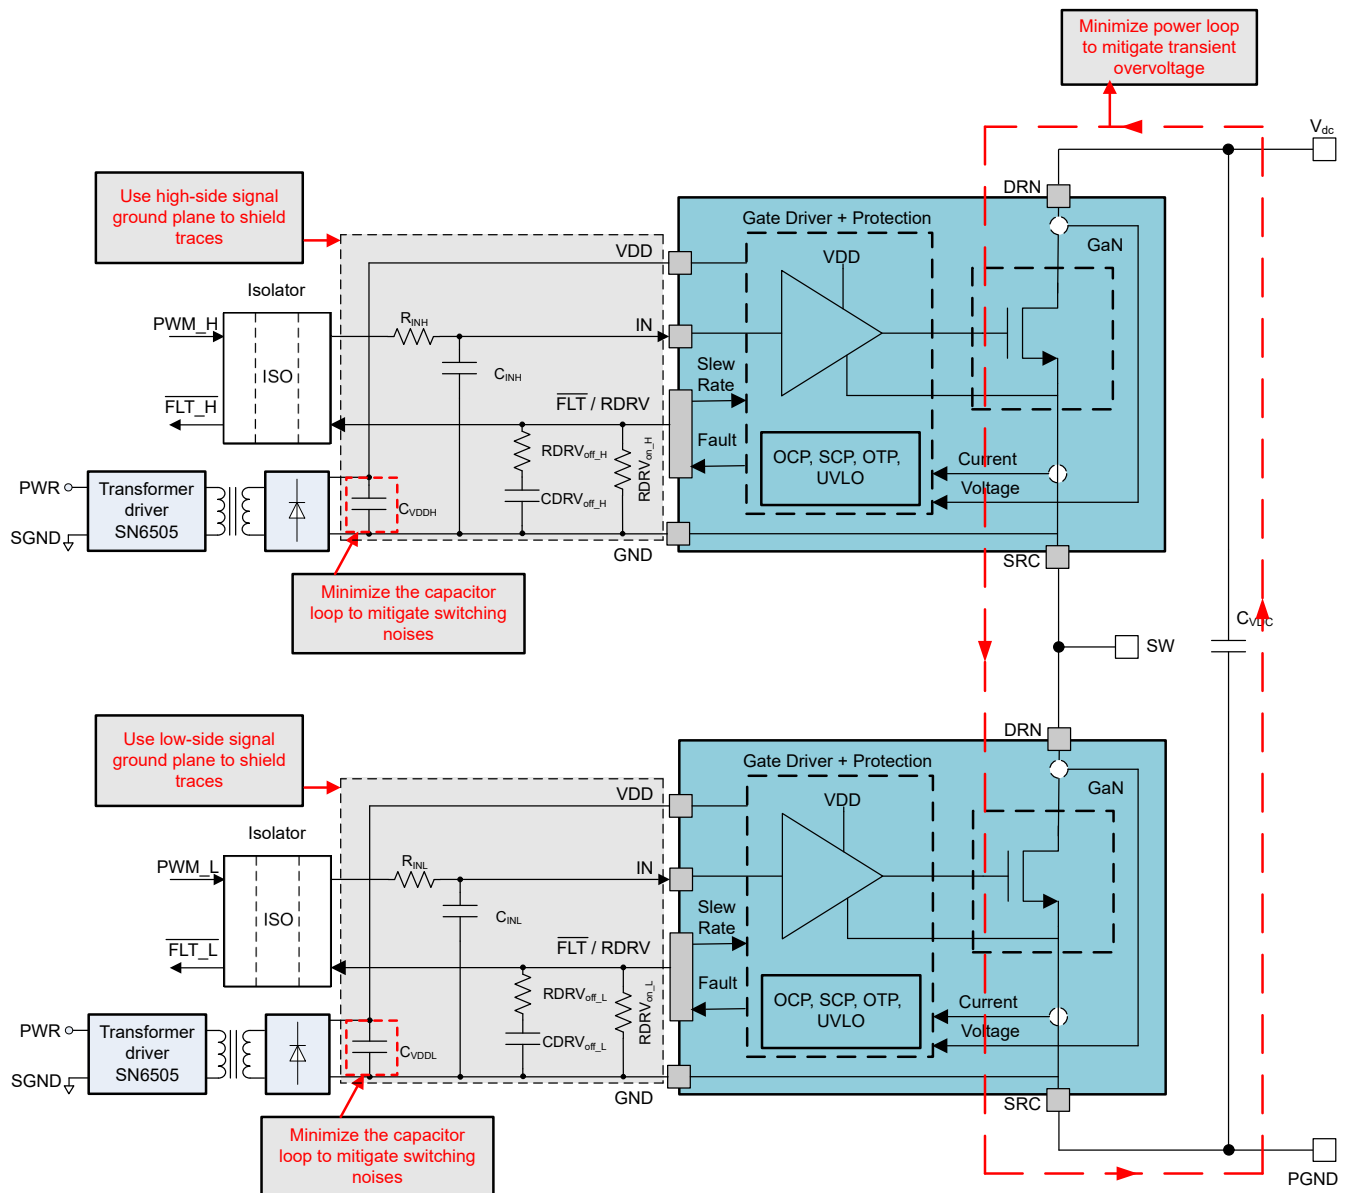 Minimize power loop
to mitigate transient
overvoltage
Vdc
DRN
Use high-side signal
ground plane to shield
traces
Gate Driver + Protection
GaN
VDD
VDD
Isolator
PWM_H
RINH
IN
CINH
ISO
Slew
Rate
FLT_H
FLT / RDRV
Fault
RDRVoff_H
RDRVon_H
OCP, SCP, OTP,
UVLO
Current
Voltage
PWR
Transformer
driver
SN6505
CVDDH
CDRVoff_H
SGND
GND
SRC
Minimize the capacitor
loop to mitigate switching
noises
CVDC
SW
Use low-side signal
ground plane to shield
traces
DRN
Gate Driver + Protection
GaN
VDD
VDD
Isolator
PWM_L
RINL
IN
CINL
ISO
Slew
Rate
FLT_L
FLT / RDRV
Fault
RDRVoff_L
RDRVon_L
OCP, SCP, OTP,
UVLO
Current
Voltage
PWR
Transformer
driver
SN6505
CVDDL
CDRVoff_L
SGND
GND
SRC
Minimize the capacitor
loop to mitigate switching
noises
PGND